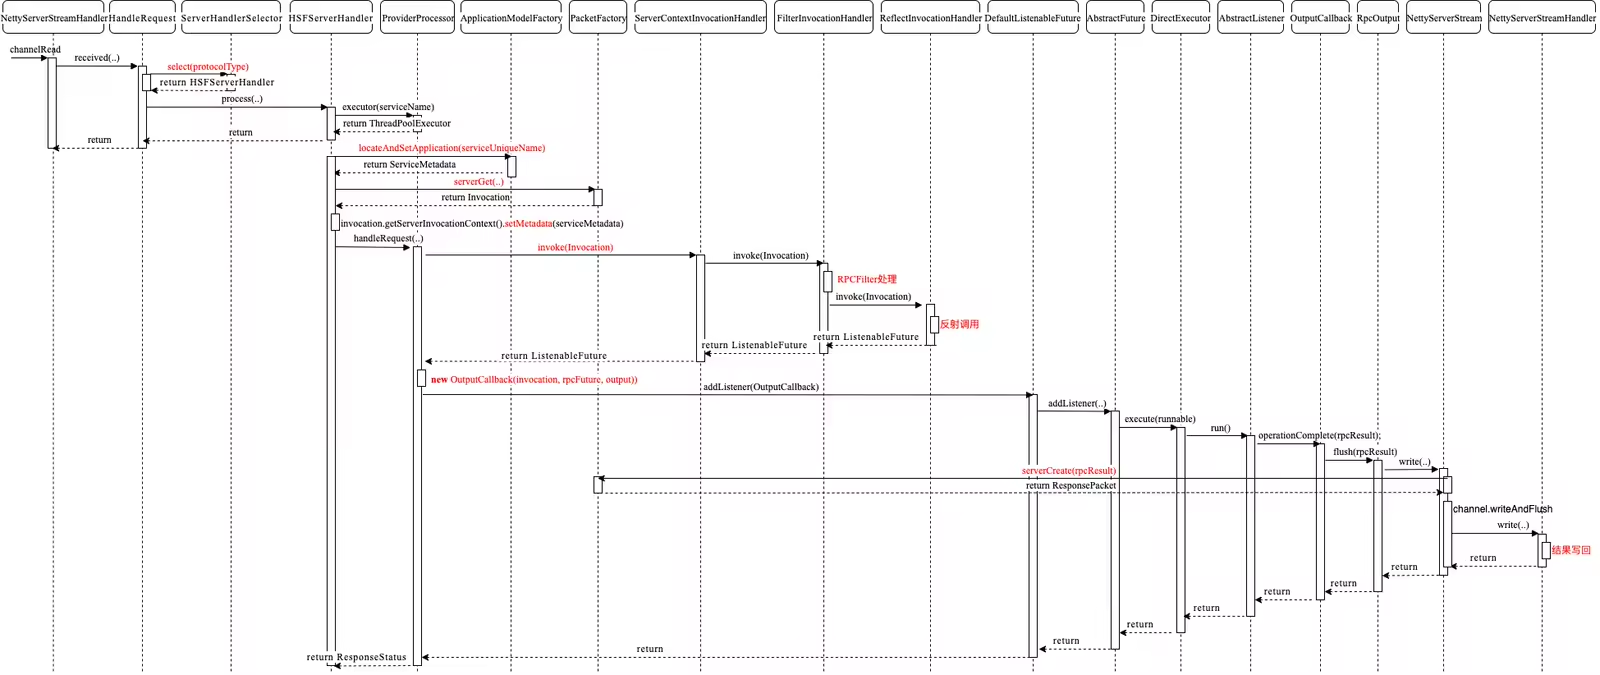 NettyServerStreamHandler
HandleRequest
ServerHandlerSelector
HSFServerHandler
ProviderProcessor
ApplicationModelFactory
PacketFactory
ServerContextInvocationHandler
FilterInvocationHandler
ReflectInvocationHandler
DefaultListenableFuture
AbstractFuture
DirectExecutor
AbstractListener
OutputCallback
RpcOutput
NettyServerStream
NettyServerStreamHandler
channelRead
received(..)
select(protocolType)
return HSFServerHandler
process(..)
executor(serviceName)
return ThreadPoolExecutor
return
return
locateAndSetApplication(serviceUniqueName)
return ServiceMetadata
serverGet(..)
return Invocation
invocation.getServerInvocationContext().setMetadata(serviceMetadata)
handleRequest(..)
invoke(Invocation)
invoke(Invocation)
RPCFilter处理
invoke(Invocation)
反射调用
return ListenableFuture
return ListenableFuture
return ListenableFuture
new OutputCallback(invocation, rpcFuture, output))
addListener(OutputCallback)
addListener(..)
execute(runnable)
run()
operationComplete(rpcResult);
flush(rpcResult)
write(..)
serverCreate(rpcResult)
return ResponsePacket
channel.writeAndFlush
write(..)
结果写回
return
return
return
return
return
return
return
return
return ResponseStatus